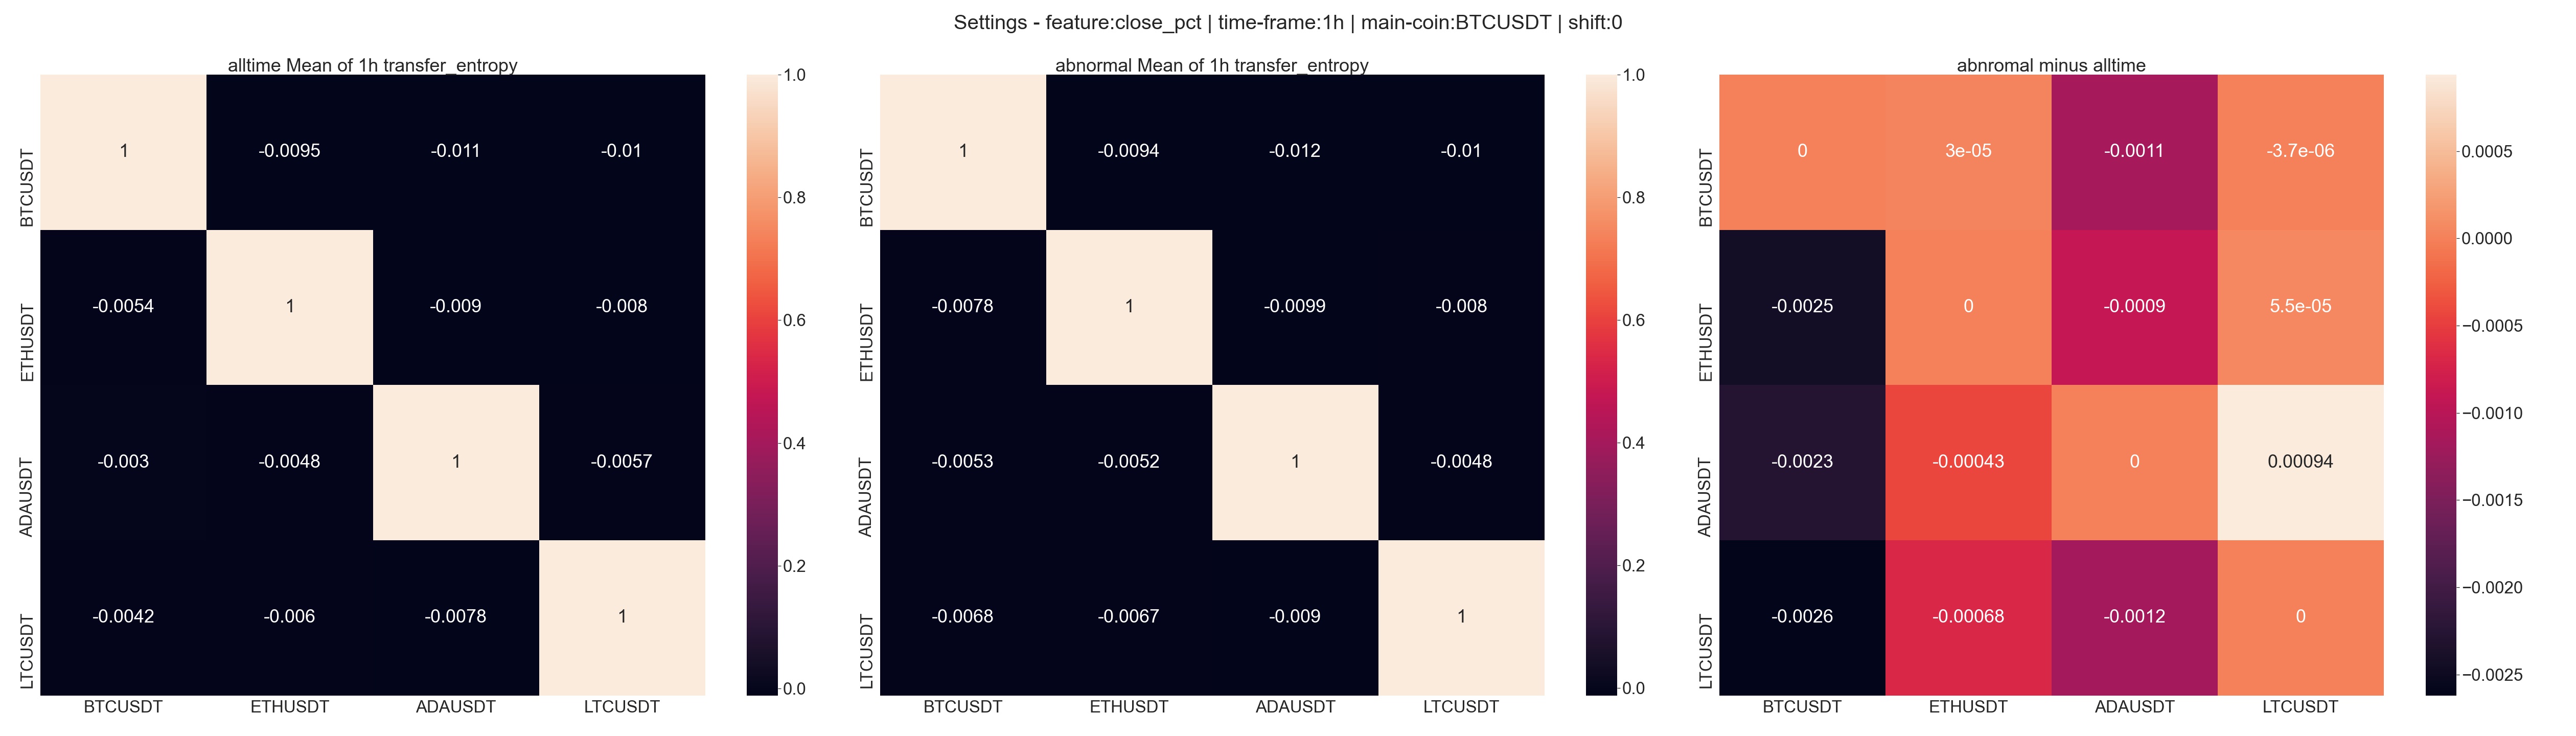 Settings - feature:close_pct | time-frame:1h | main-coin:BTCUSDT | shift:0
alltime Mean of 1h transfer_entropy
BTCUSDT 1 -0.0095 -0.011 -0.01
ETHUSDT -0.0054 1 -0.009 -0.008
ADAUSDT -0.003 -0.0048 1 -0.0057
LTCUSDT -0.0042 -0.006 -0.0078 1
BTCUSDT ETHUSDT ADAUSDT LTCUSDT
1.0
0.8
0.6
0.4
0.2
0.0
abnormal Mean of 1h transfer_entropy
BTCUSDT 1 -0.0094 -0.012 -0.01
ETHUSDT -0.0078 1 -0.0099 -0.008
ADAUSDT -0.0053 -0.0052 1 -0.0048
LTCUSDT -0.0068 -0.0067 -0.009 1
BTCUSDT ETHUSDT ADAUSDT LTCUSDT
1.0
0.8
0.6
0.4
0.2
0.0
abnromal minus alltime
BTCUSDT 0 3e-05 -0.0011 -3.7e-06
ETHUSDT -0.0025 0 -0.0009 5.5e-05
ADAUSDT -0.0023 -0.00043 0 0.00094
LTCUSDT -0.0026 -0.00068 -0.0012 0
BTCUSDT ETHUSDT ADAUSDT LTCUSDT
0.0005
0.0000
−0.0005
−0.0010
−0.0015
−0.0020
−0.0025